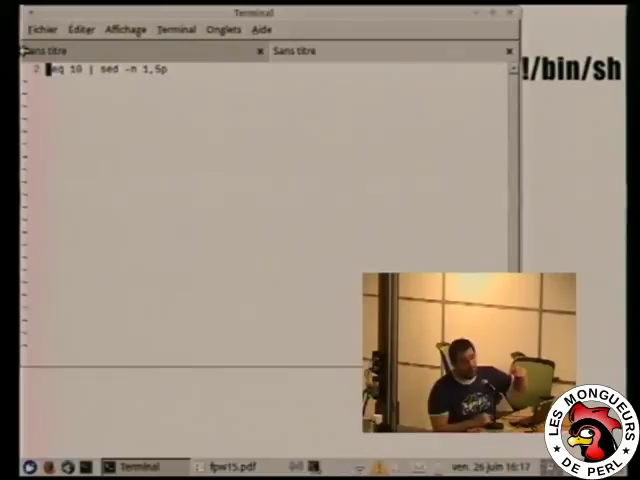 Terminal
Fichier Éditer Affichage Terminal Onglets Aide
Sans titre
Sans titre
2 seq 10 | sed -n 1,5p
!/bin/sh
LES MONGUEURS
DE PERL
Terminal
fpw15.pdf
ven. 26 juin 16:17